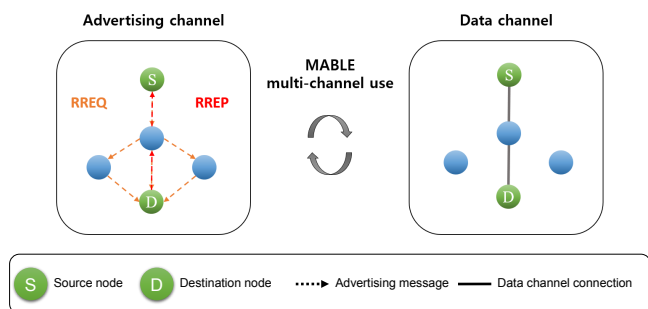 Advertising channel
Data channel
MABLE
multi-channel use
S
RREQ
RREP
D
S
D
S Source node
D Destination node
Advertising message
Data channel connection